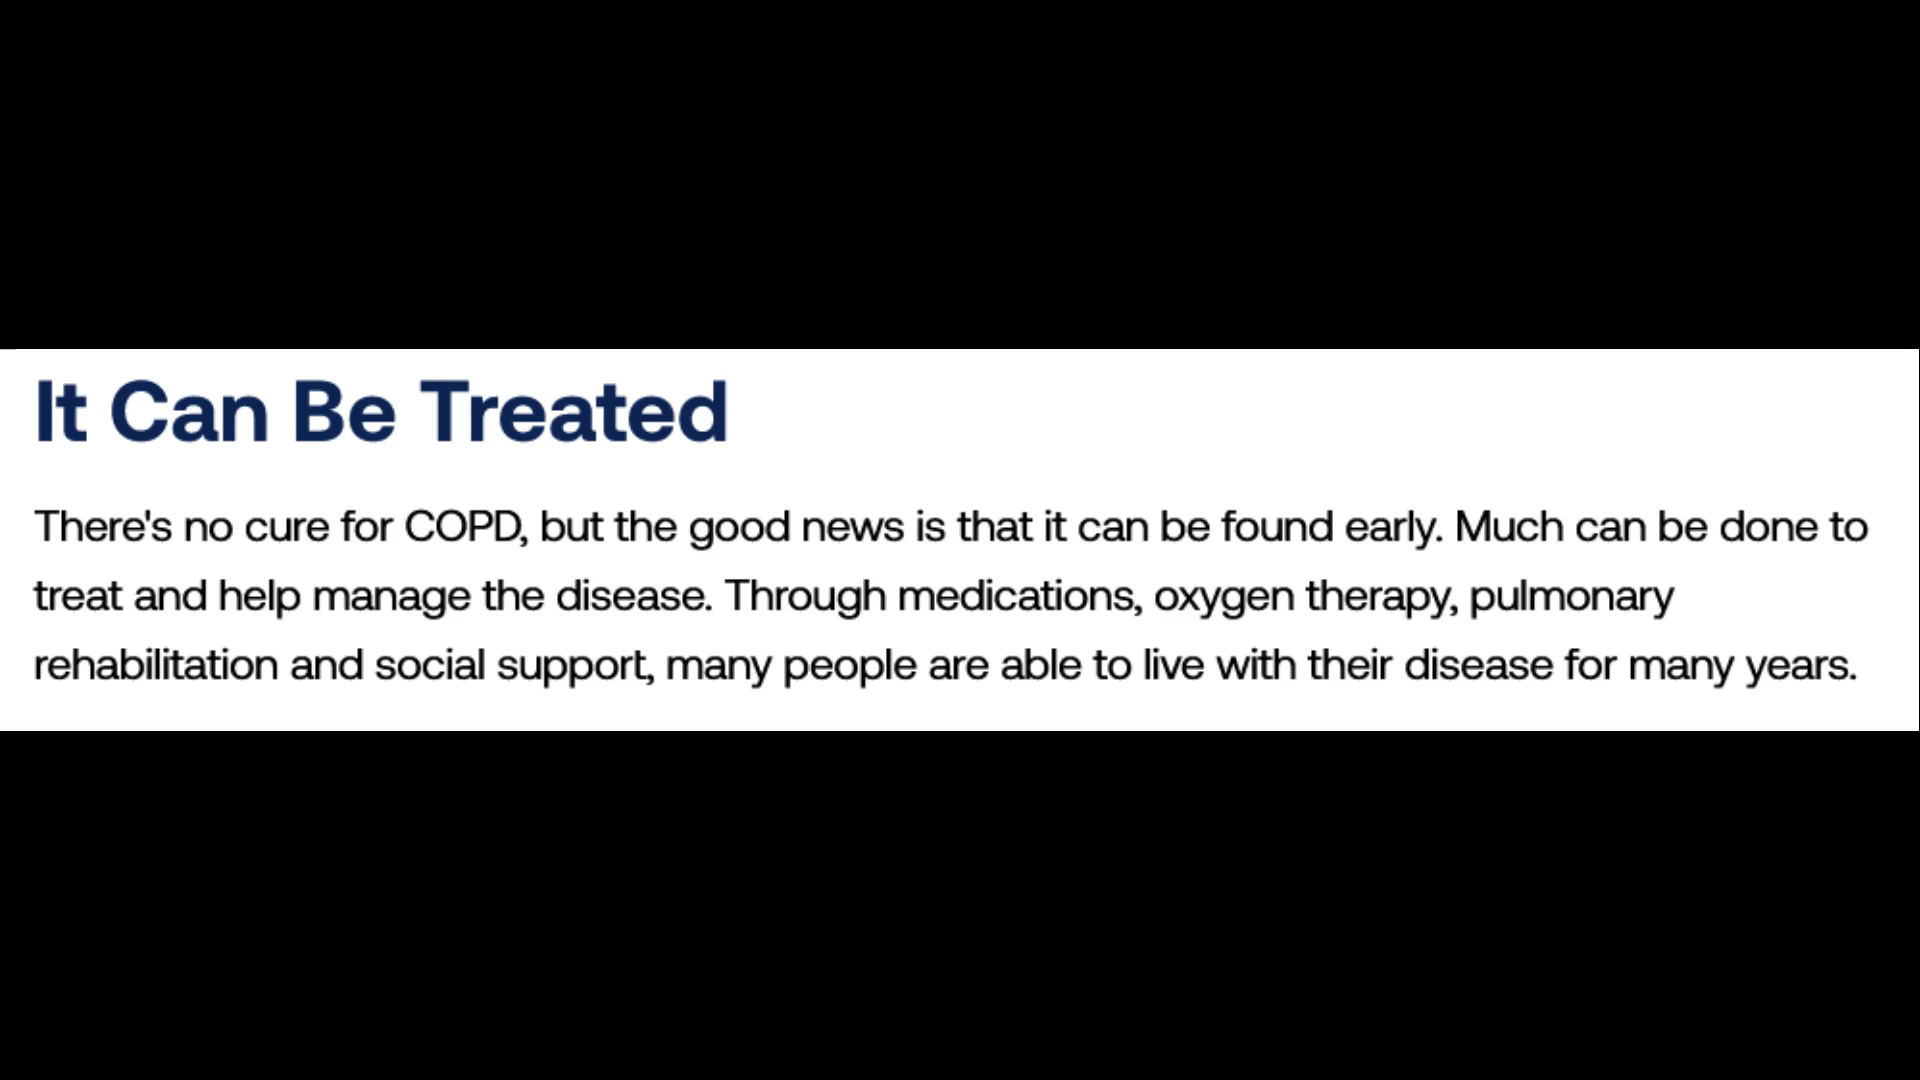 It Can Be Treated
There's no cure for COPD, but the good news is that it can be found early. Much can be done to
treat and help manage the disease. Through medications, oxygen therapy, pulmonary
rehabilitation and social support, many people are able to live with their disease for many years.